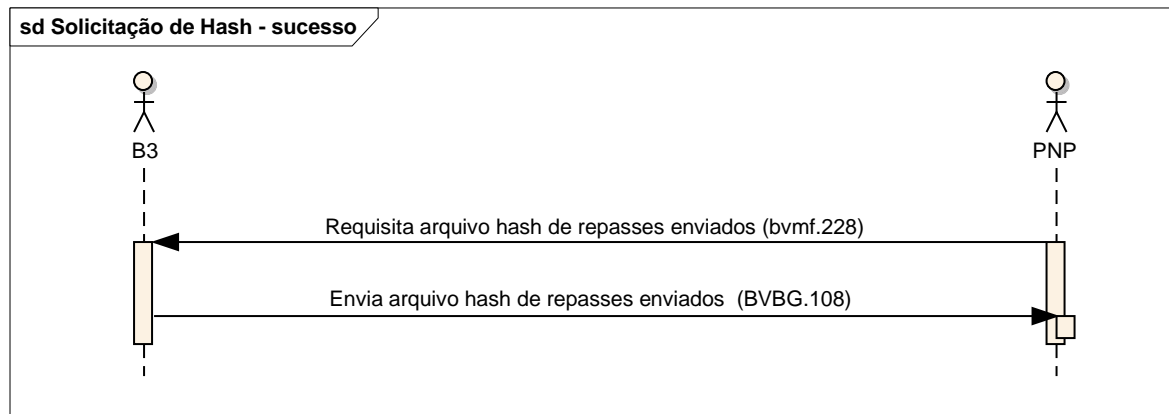 sd Solicitação de Hash - sucesso
B3
PNP
Requisita arquivo hash de repasses enviados (bvmf.228)
Envia arquivo hash de repasses enviados (BVBG.108)